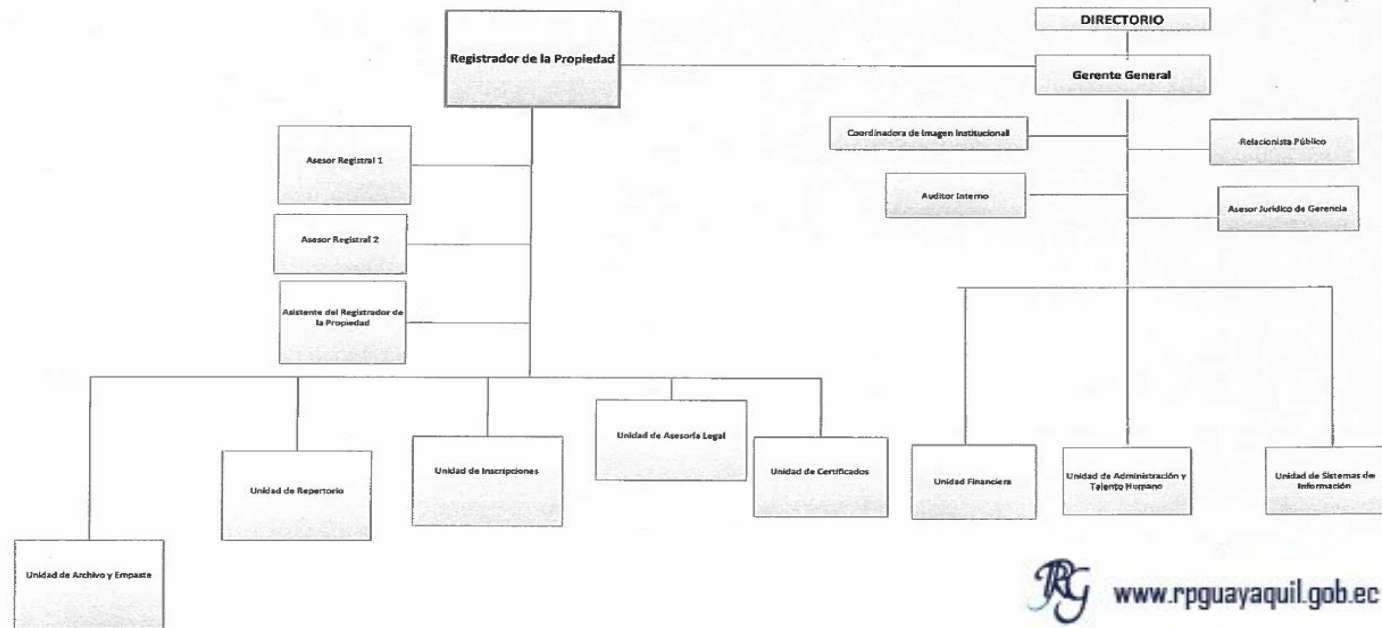 DIRECTORIO
Registrador de la Propiedad
Gerente General
Coordinadora de Imagen Institucional
Relacionista Público
Asesor Registral 1
Auditor Interno
Asesor Jurídico de Gerencia
Asesor Registral 2
Asistente del Registrador de
la Propiedad
Unidad de Asesoría Legal
Unidad de Inscripciones
Unidad de Certificados
Unidad de Repertorio
Unidad Financiera
Unidad de Administración y
Talento Humano
Unidad de Sistemas de
Información
Unidad de Archivo y Empaste
RPG www.rpguayaquil.gob.ec